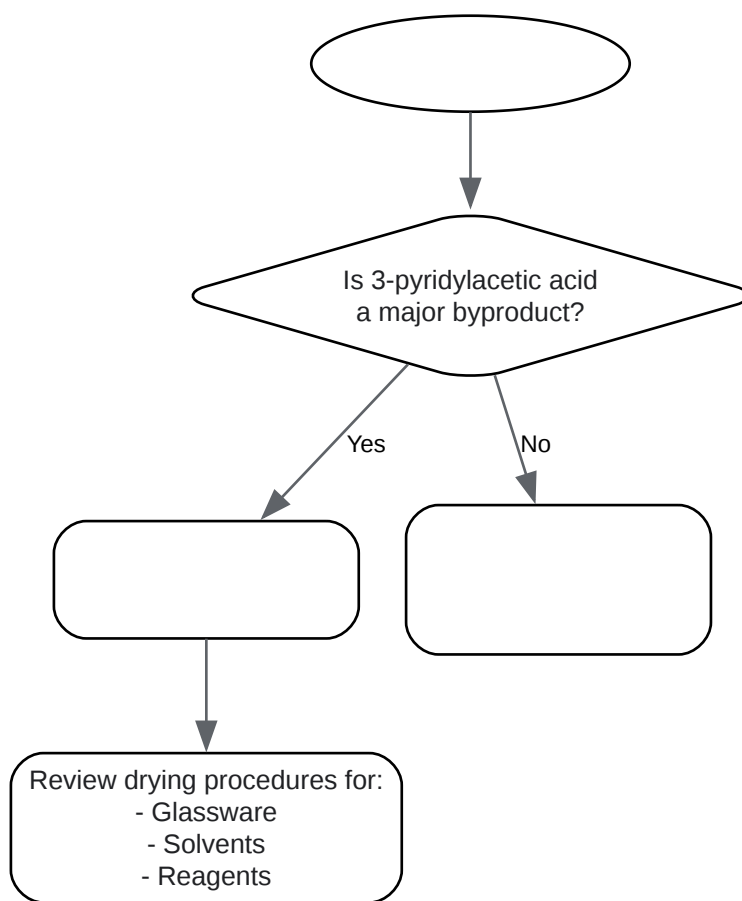 Is 3-pyridylacetic acid
a major byproduct?
Yes
No
Review drying procedures for:
- Glassware
- Solvents
- Reagents